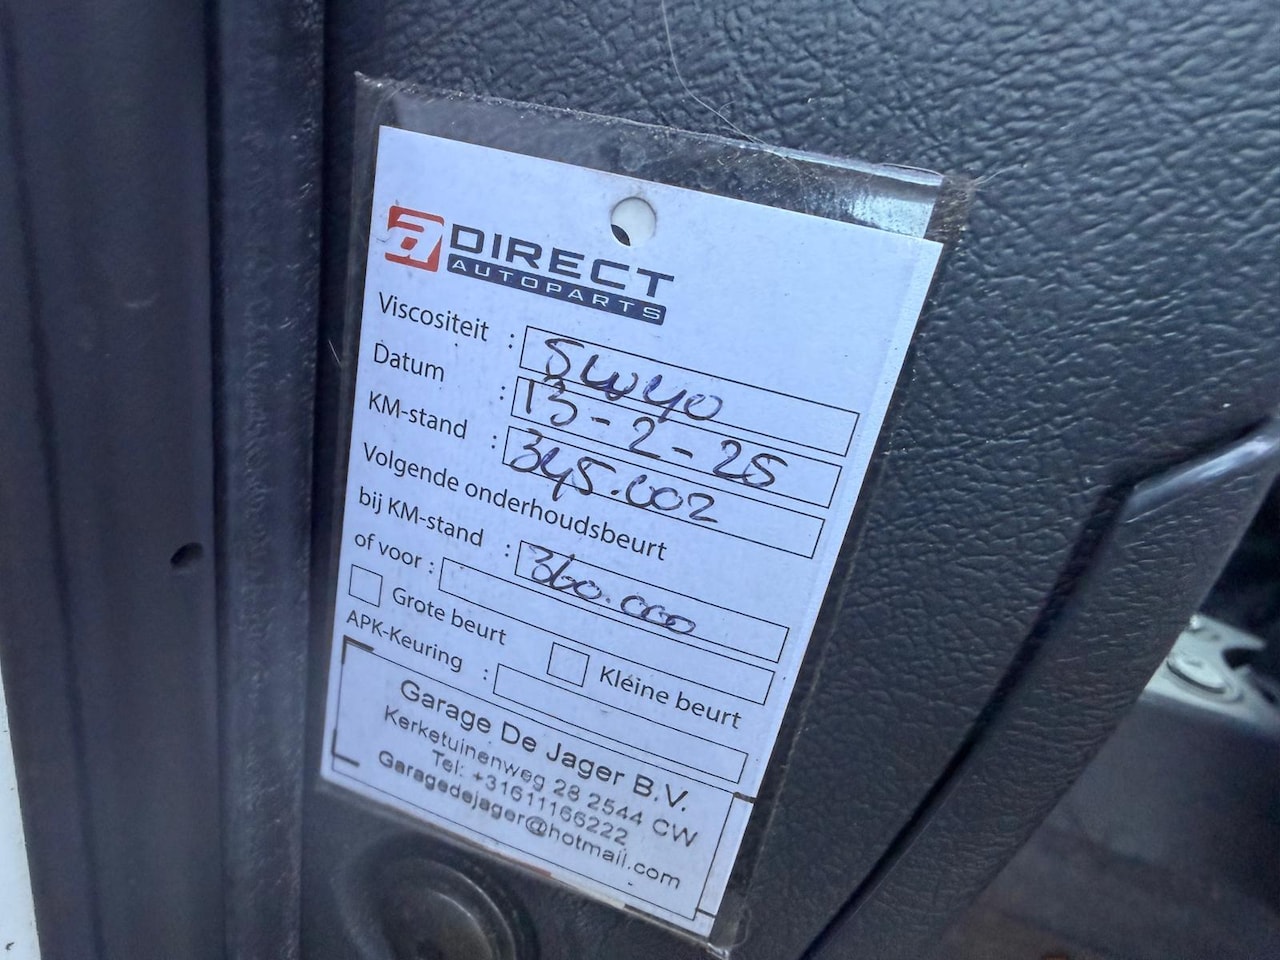 a DIRECT
AUTOPARTS
Viscositeit : 5W40
Datum : 13-2-25
KM-stand : 345.002
Volgende onderhoudsbeurt
bij KM-stand : 360.000
of voor :
Grote beurt Kleine beurt
APK-Keuring :
Garage De Jager B.V.
Kerketuinenweg 28 2544 CW
Tel: +31611166222
Garagedejager@hotmail.com